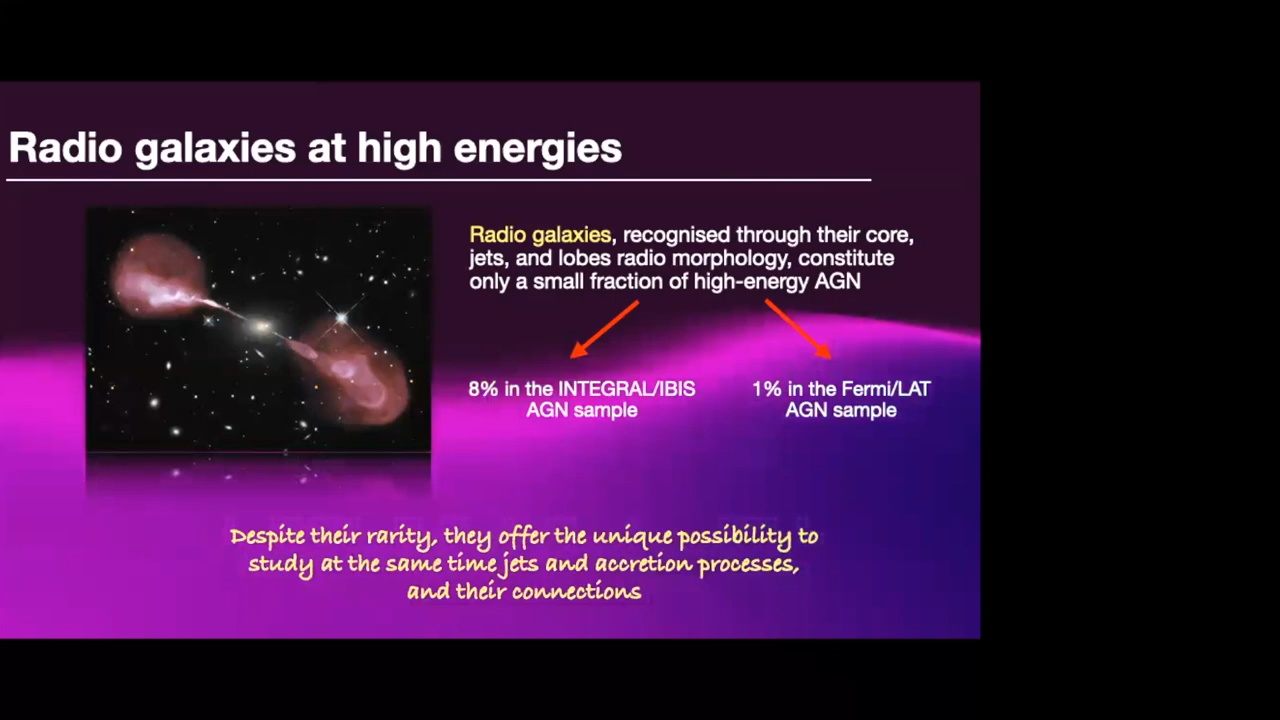 Radio galaxies at high energies
Radio galaxies, recognised through their core,
jets, and lobes radio morphology, constitute
only a small fraction of high-energy AGN
8% in the INTEGRAL/IBIS
AGN sample
1% in the Fermi/LAT
AGN sample
Despite their rarity, they offer the unique possibility to
study at the same time jets and accretion processes,
and their connections